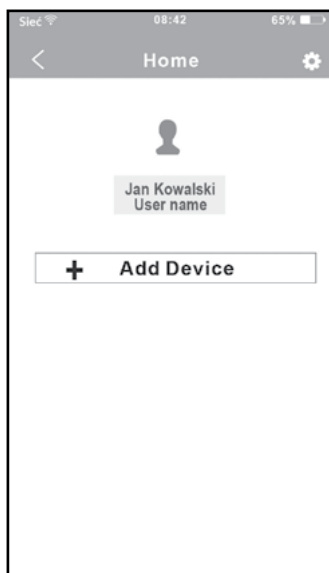 Sieć 08:42 65%
Home
Jan Kowalski
User name
+ Add Device